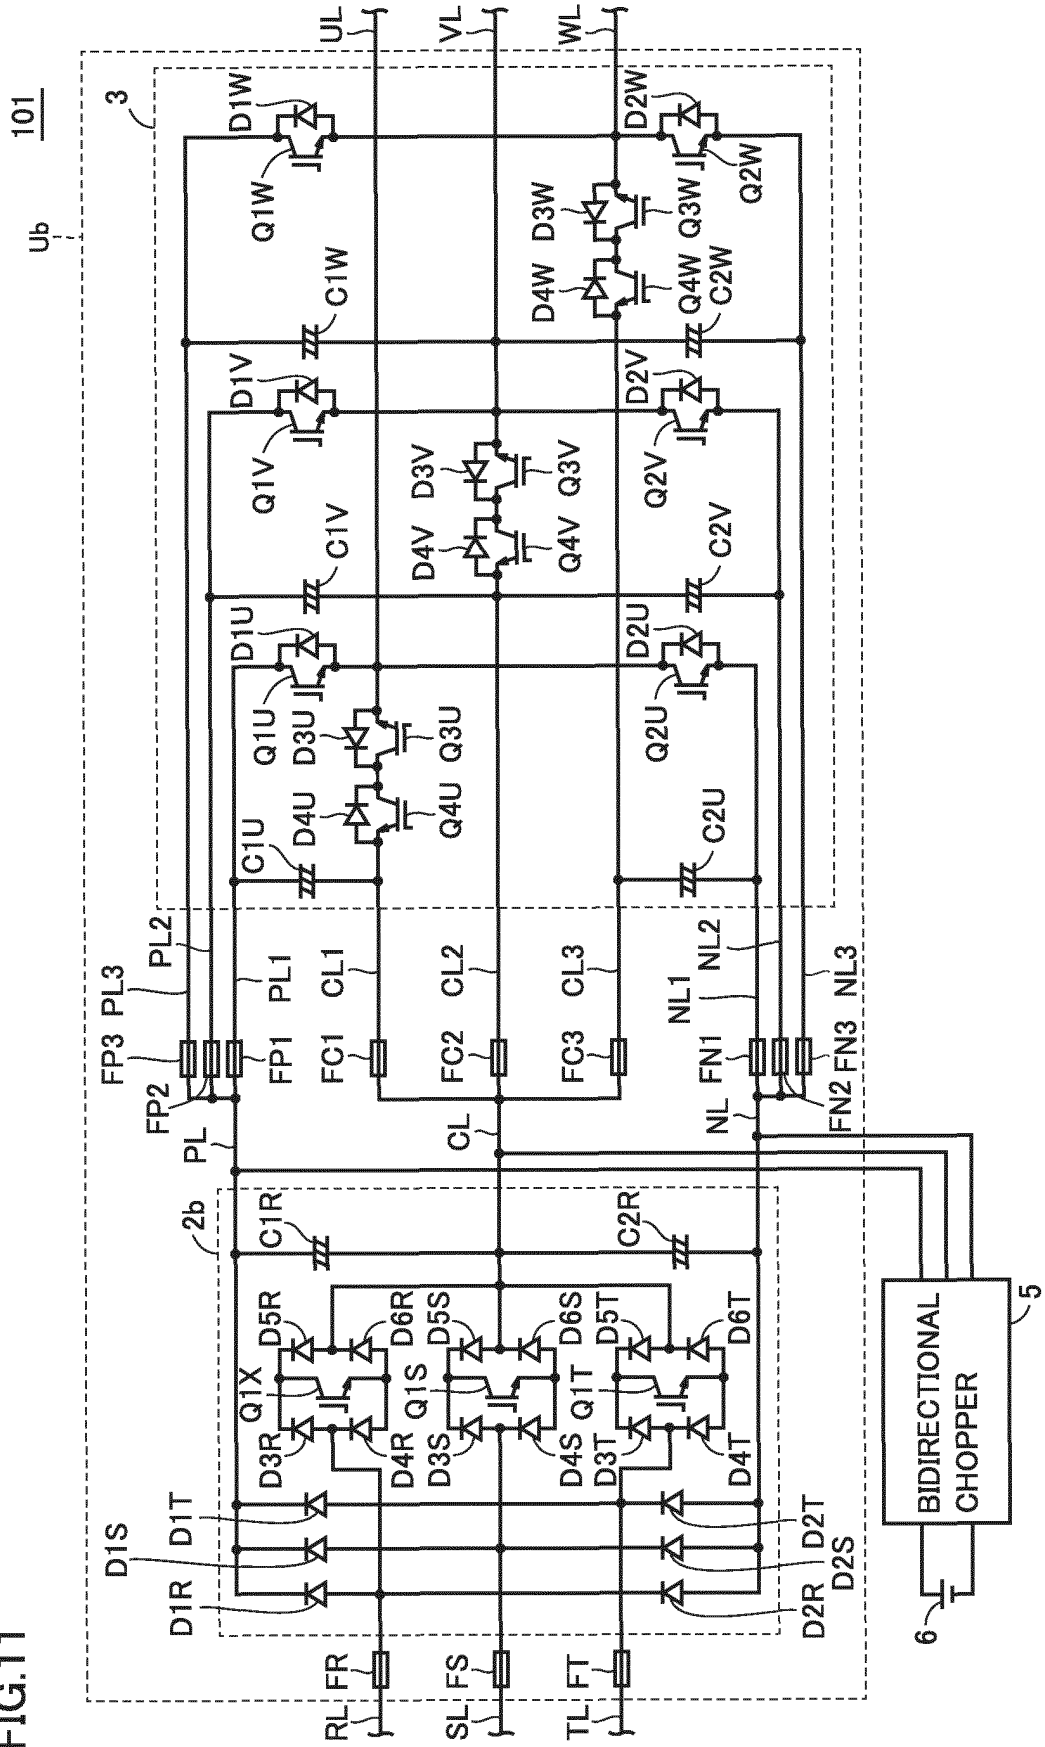 FIG.11
101
Ub
3
2b
UL
VL
WL
D1W
Q1W
D2W
Q2W
D3W
D4W
Q3W
Q4W
C1W
C2W
D1V
Q1V
D2V
Q2V
D3V
D4V
Q3V
Q4V
C1V
C2V
D1U
Q1U
D2U
Q2U
D3U
D4U
Q3U
Q4U
C1U
C2U
PL3
PL2
PL1
CL1
CL2
CL3
NL1
NL2
NL3
FP3
FP2
FP1
FC1
FC2
FC3
FN1
FN2
FN3
PL
CL
NL
C1R
C2R
D5R
D6R
D5S
D6S
D5T
D6T
Q1X
Q1S
Q1T
D3R
D4R
D3S
D4S
D3T
D4T
D1T
D1S
D1R
D2T
D2S
D2R
FR
FS
FT
RL
SL
TL
BIDIRECTIONAL
CHOPPER
5
6